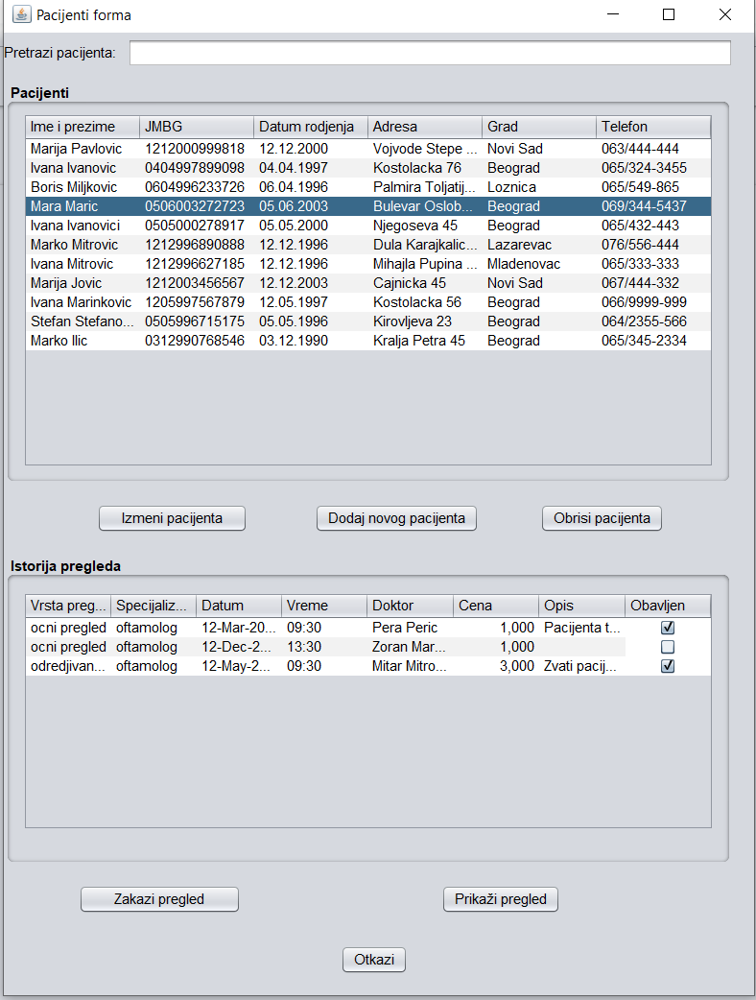 Pacijenti forma
Pretrazi pacijenta:
Pacijenti
Ime i prezime JMBG Datum rodjenja Adresa Grad Telefon
Marija Pavlovic 1212000999818 12.12.2000 Vojvode Stepe ... Novi Sad 063/444-444
Ivana Ivanovic 0404997899098 04.04.1997 Kostolacka 76 Beograd 065/324-3455
Boris Miljkovic 0604996233726 06.04.1996 Palmira Toljatij... Loznica 065/549-865
Mara Maric 0506003272723 05.06.2003 Bulevar Oslob... Beograd 069/344-5437
Ivana Ivanovici 0505000278917 05.05.2000 Njegoseva 45 Beograd 065/432-443
Marko Mitrovic 1212996890888 12.12.1996 Dula Karajkalic... Lazarevac 076/556-444
Ivana Mitrovic 1212996627185 12.12.1996 Mihajla Pupina ... Mladenovac 065/333-333
Marija Jovic 1212003456567 12.12.2003 Cajnicka 45 Novi Sad 067/444-332
Ivana Marinkovic 1205997567879 12.05.1997 Kostolacka 56 Beograd 066/9999-999
Stefan Stefano... 0505996715175 05.05.1996 Kirovljeva 23 Beograd 064/2355-566
Marko Ilic 0312990768546 03.12.1990 Kralja Petra 45 Beograd 065/345-2334
Izmeni pacijenta Dodaj novog pacijenta Obrisi pacijenta
Istorija pregleda
Vrsta preg... Specijaliz... Datum Vreme Doktor Cena Opis Obavljen
ocni pregled oftamolog 12-Mar-20... 09:30 Pera Peric 1,000 Pacijenta t...
ocni pregled oftamolog 12-Dec-2... 13:30 Zoran Mar... 1,000
odredjivan... oftamolog 12-May-2... 09:30 Mitar Mitro... 3,000 Zvati pacij...
Zakazi pregled Prikaži pregled
Otkazi